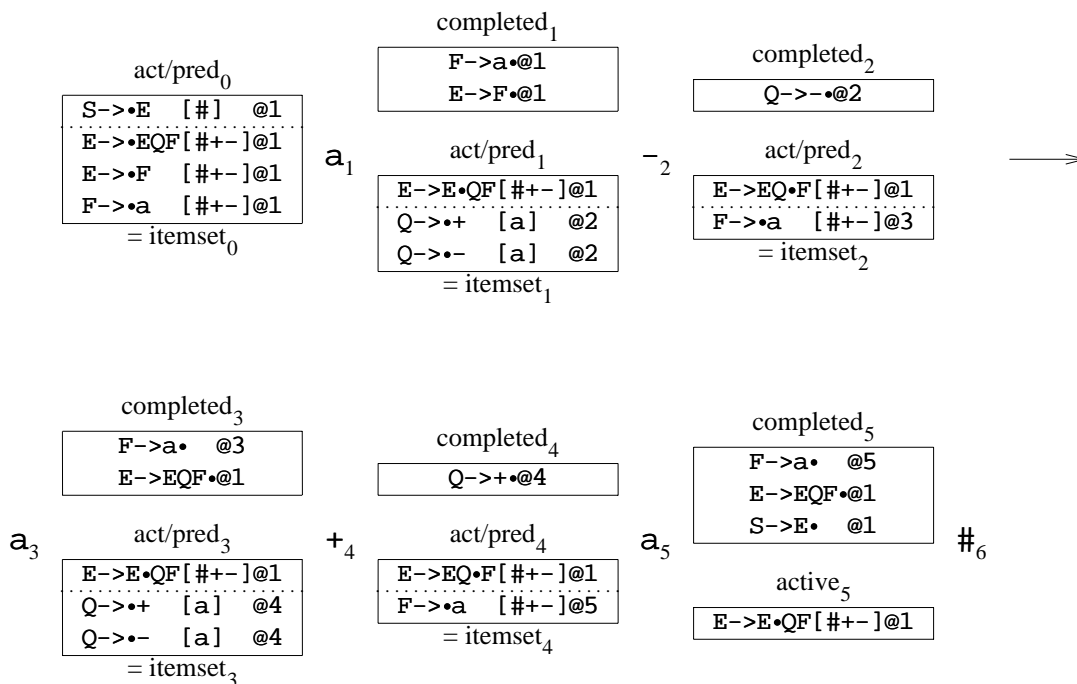 act/pred₀
S->•E [#] @1
E->•EQF[#+-]@1
E->•F [#+-]@1
F->•a [#+-]@1
= itemset₀
a₁
completed₁
F->a•@1
E->F•@1
act/pred₁
E->E•QF[#+-]@1
Q->•+ [a] @2
Q->•- [a] @2
= itemset₁
-₂
completed₂
Q->-•@2
act/pred₂
E->EQ•F[#+-]@1
F->•a [#+-]@3
= itemset₂
a₃
completed₃
F->a• @3
E->EQF•@1
act/pred₃
E->E•QF[#+-]@1
Q->•+ [a] @4
Q->•- [a] @4
= itemset₃
+₄
completed₄
Q->+•@4
act/pred₄
E->EQ•F[#+-]@1
F->•a [#+-]@5
= itemset₄
a₅
completed₅
F->a• @5
E->EQF•@1
S->E• @1
active₅
E->E•QF[#+-]@1
#₆